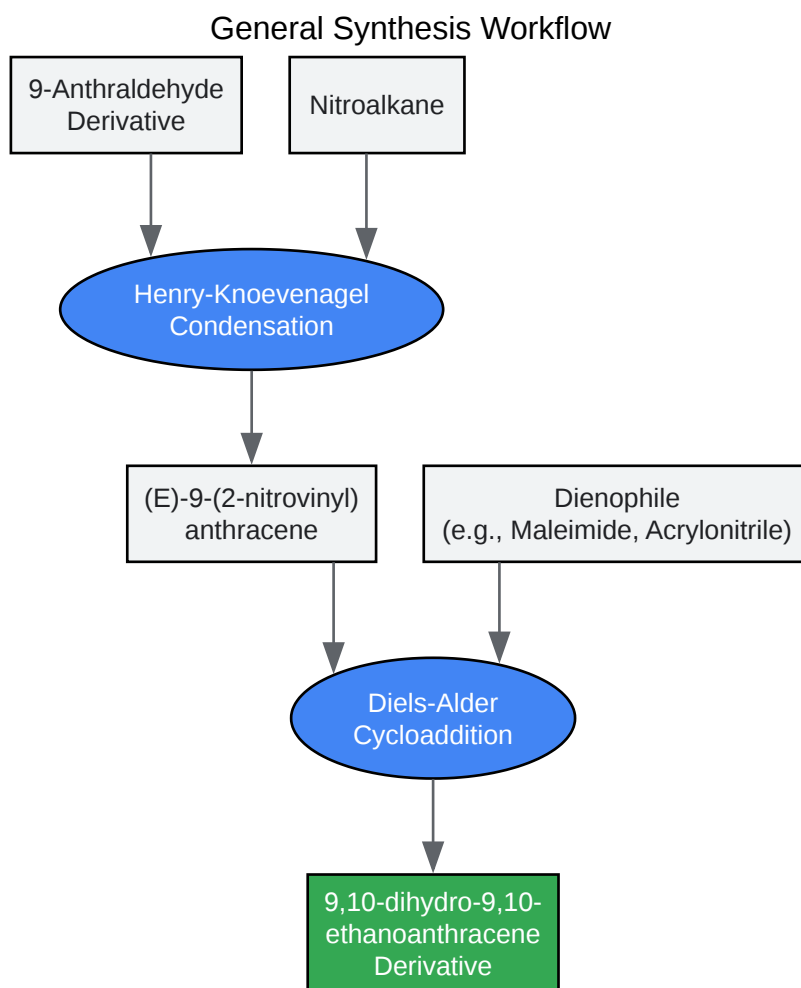 General Synthesis Workflow
9-Anthraldehyde
Derivative
Nitroalkane
Henry-Knoevenagel
Condensation
(E)-9-(2-nitrovinyl)
anthracene
Dienophile
(e.g., Maleimide, Acrylonitrile)
Diels-Alder
Cycloaddition
9,10-dihydro-9,10-
ethanoanthracene
Derivative